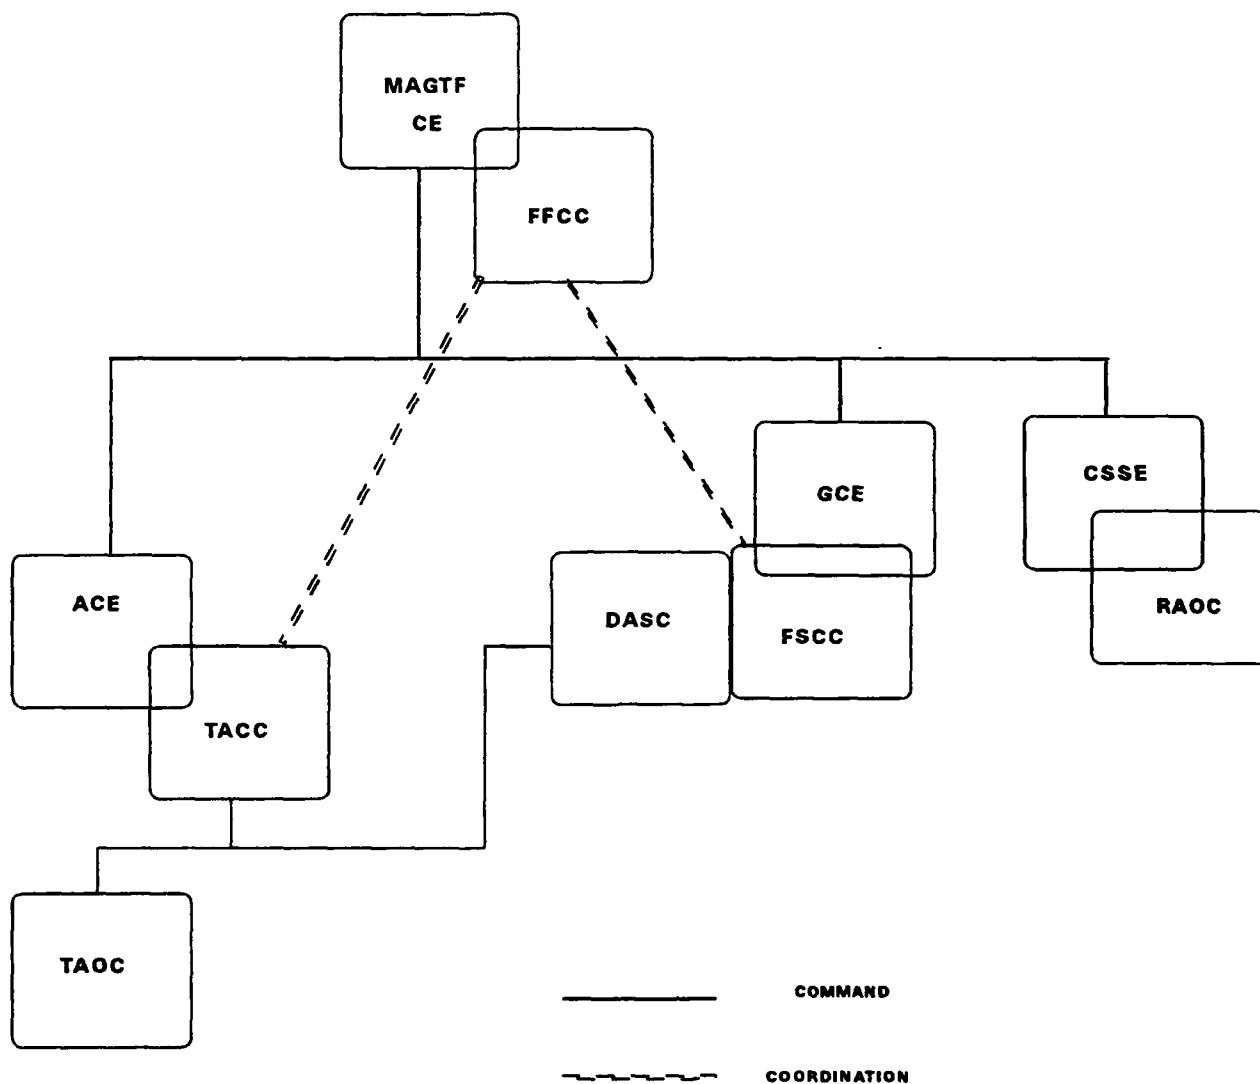 MAGTF
CE
FFCC
GCE
CSSE
ACE
DASC
FSCC
RAOC
TACC
TAOC
COMMAND
COORDINATION